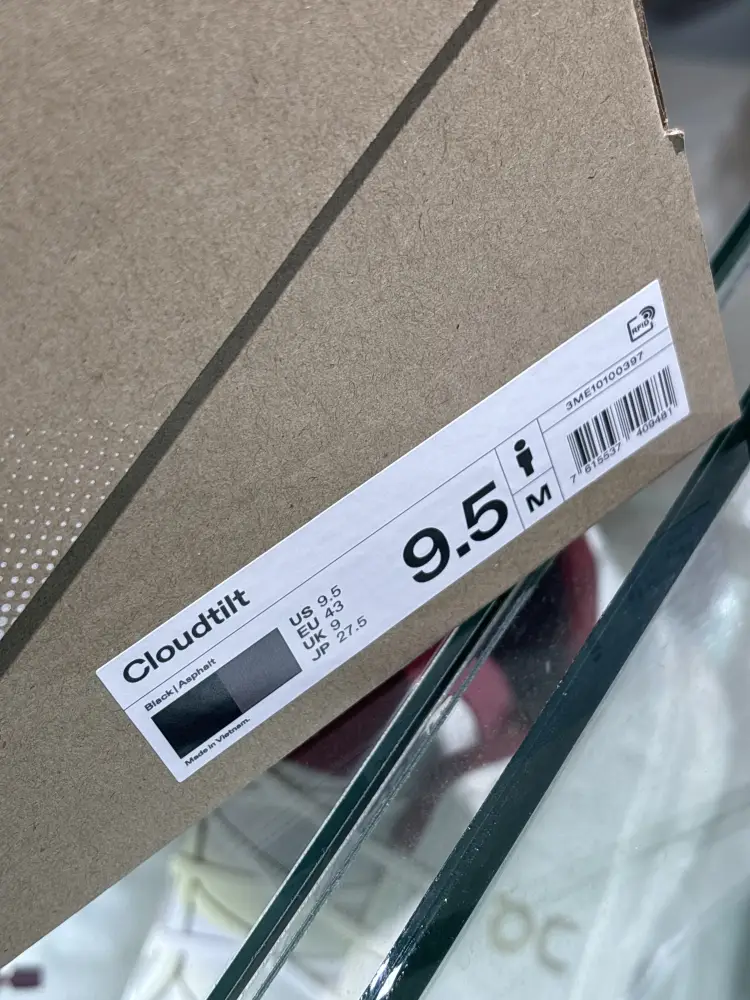 RFID
3ME10100397
7 615537 409481
M
9.5
Cloudtilt
Black | Asphalt
US 9.5
EU 43
UK 9
JP 27.5
Made in Vietnam.